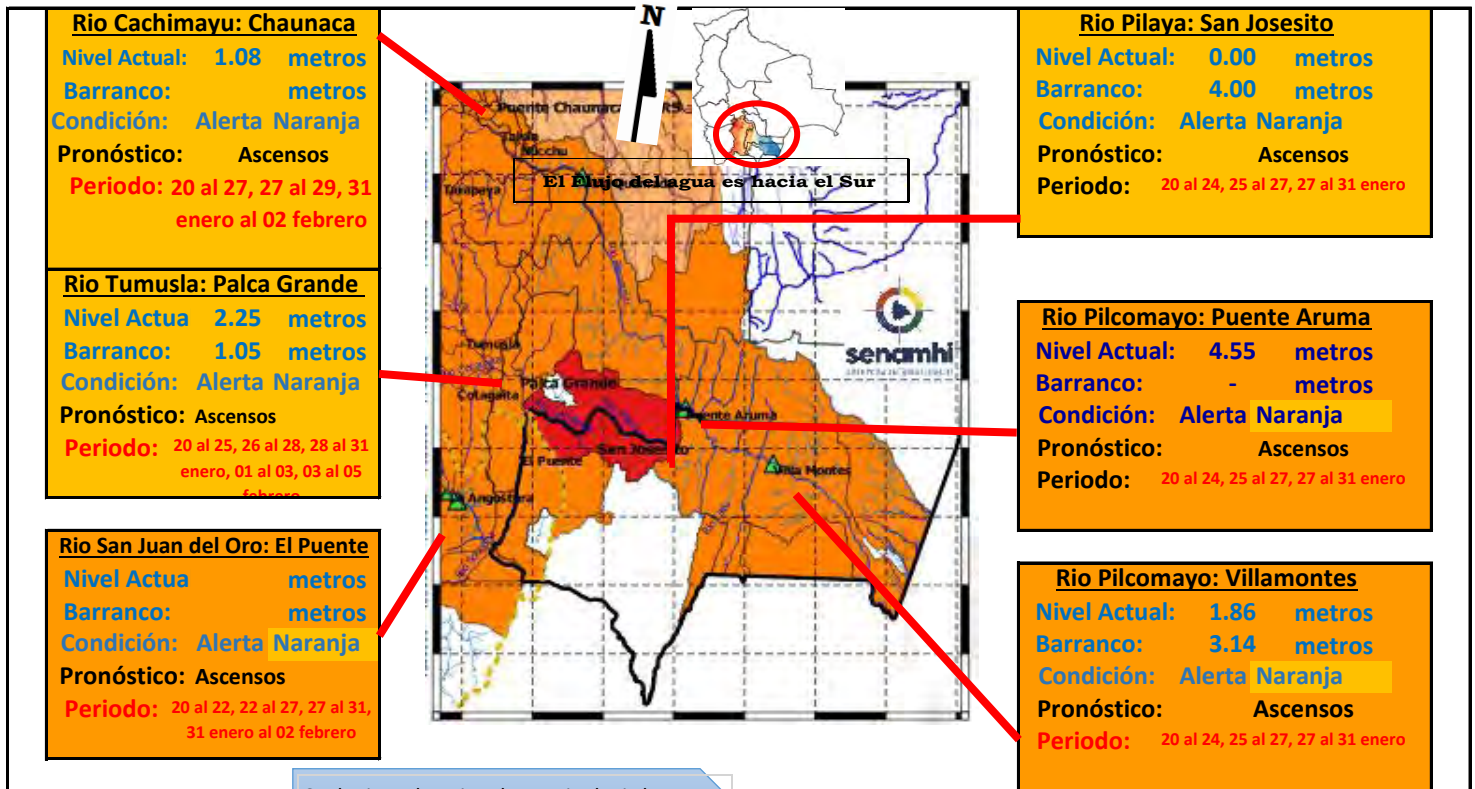 Rio Cachimayu: Chaunaca
Nivel Actual: 1.08 metros
Barranco: metros
Condición: Alerta Naranja
Pronóstico: Ascensos
Periodo: 20 al 27, 27 al 29, 31
enero al 02 febrero
Rio Tumusla: Palca Grande
Nivel Actua 2.25 metros
Barranco: 1.05 metros
Condición: Alerta Naranja
Pronóstico: Ascensos
Periodo: 20 al 25, 26 al 28, 28 al 31
enero, 01 al 03, 03 al 05
febrero
Rio San Juan del Oro: El Puente
Nivel Actua metros
Barranco: metros
Condición: Alerta Naranja
Pronóstico: Ascensos
Periodo: 20 al 22, 22 al 27, 27 al 31,
31 enero al 02 febrero
N
Puente Chaunaca
Tarapaya
El Flujo del agua es hacia el Sur
senamhi
Tumusla
Palca Grande
Cotagaita
Puente Aruma
San Josesito
El Puente
Villa Montes
Angostura
Rio Pilaya: San Josesito
Nivel Actual: 0.00 metros
Barranco: 4.00 metros
Condición: Alerta Naranja
Pronóstico: Ascensos
Periodo: 20 al 24, 25 al 27, 27 al 31 enero
Rio Pilcomayo: Puente Aruma
Nivel Actual: 4.55 metros
Barranco: - metros
Condición: Alerta Naranja
Pronóstico: Ascensos
Periodo: 20 al 24, 25 al 27, 27 al 31 enero
Rio Pilcomayo: Villamontes
Nivel Actual: 1.86 metros
Barranco: 3.14 metros
Condición: Alerta Naranja
Pronóstico: Ascensos
Periodo: 20 al 24, 25 al 27, 27 al 31 enero